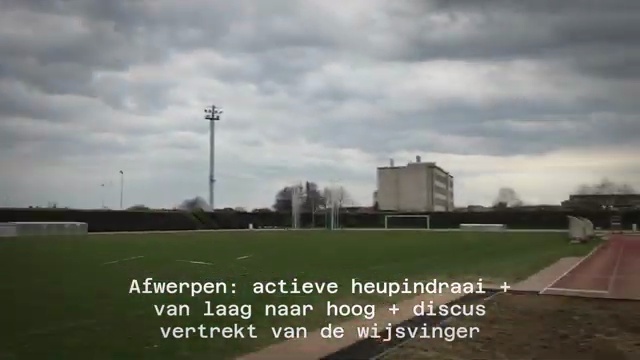 Afwerpen: actieve heupindraai +
van laag naar hoog + discus
vertrekt van de wijsvinger